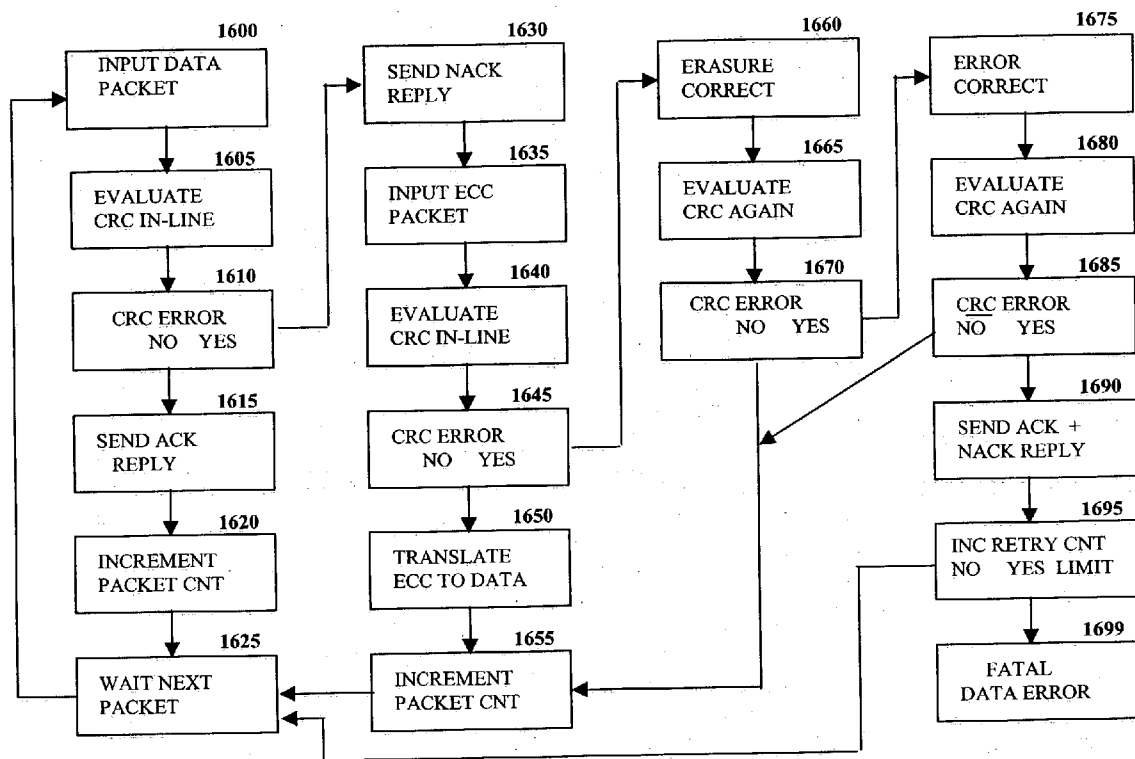 1600
INPUT DATA
PACKET
1605
EVALUATE
CRC IN-LINE
1610
CRC ERROR
NO YES
1615
SEND ACK
REPLY
1620
INCREMENT
PACKET CNT
1625
WAIT NEXT
PACKET
1630
SEND NACK
REPLY
1635
INPUT ECC
PACKET
1640
EVALUATE
CRC IN-LINE
1645
CRC ERROR
NO YES
1650
TRANSLATE
ECC TO DATA
1655
INCREMENT
PACKET CNT
1660
ERASURE
CORRECT
1665
EVALUATE
CRC AGAIN
1670
CRC ERROR
NO YES
1675
ERROR
CORRECT
1680
EVALUATE
CRC AGAIN
1685
CRC ERROR
NO YES
1690
SEND ACK +
NACK REPLY
1695
INC RETRY CNT
NO YES LIMIT
1699
FATAL
DATA ERROR